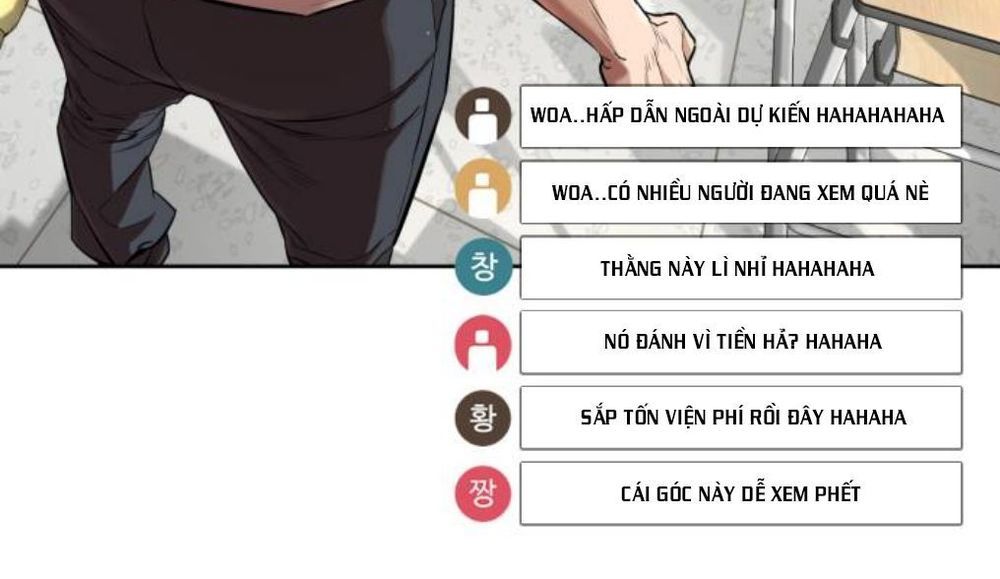 WOA..HẤP DẪN NGOÀI DỰ KIẾN HAHAHAHAHA
WOA..CÓ NHIỀU NGƯỜI ĐANG XEM QUÁ NÈ
창 THẰNG NÀY LÌ NHỈ HAHAHAHA
NÓ ĐÁNH VÌ TIỀN HẢ? HAHAHA
황 SẮP TỐN VIỆN PHÍ RỒI ĐÂY HAHAHA
짱 CÁI GÓC NÀY DỄ XEM PHẾT